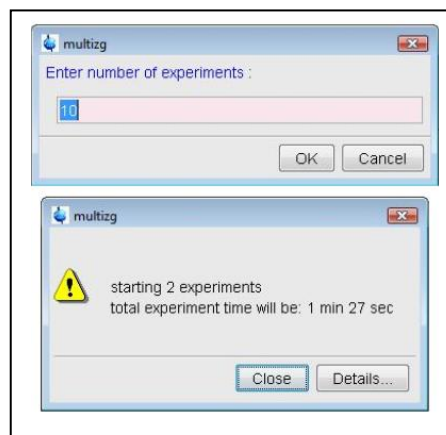 multizg
Enter number of experiments :
10
OK Cancel
multizg
starting 2 experiments
total experiment time will be: 1 min 27 sec
Close Details...